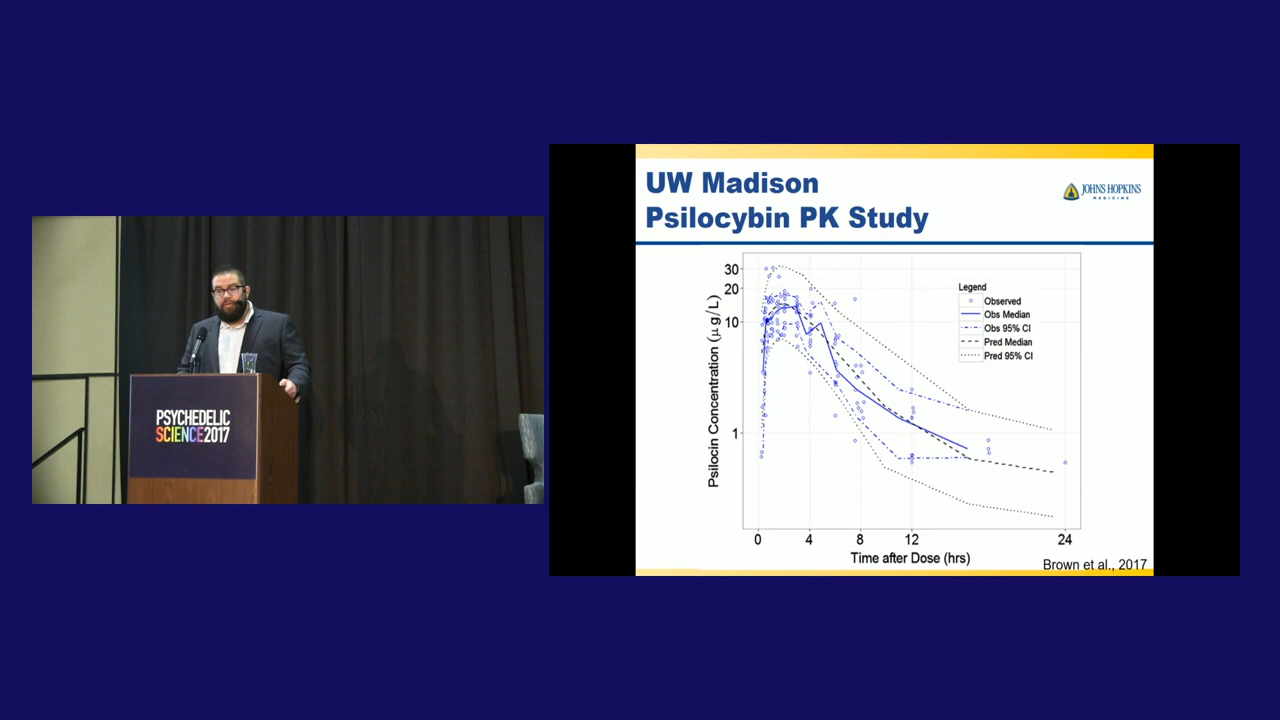 PSYCHEDELIC
SCIENCE2017
UW Madison
Psilocybin PK Study
JOHNS HOPKINS
MEDICINE
Psilocin Concentration (μg/L)
30
20
10
1
Legend
Observed
Obs Median
Obs 95% CI
Pred Median
Pred 95% CI
0 4 8 12 24
Time after Dose (hrs)
Brown et al., 2017